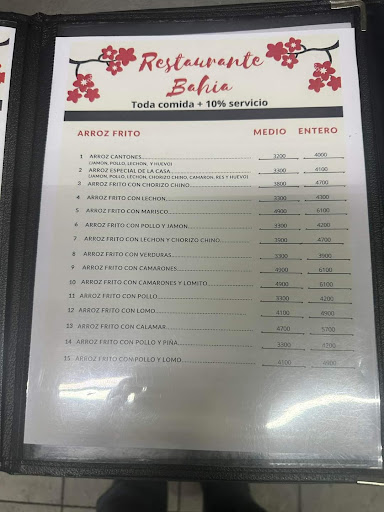 Restaurante
Bahia
Toda comida + 10% servicio
ARROZ FRITO MEDIO ENTERO
1 ARROZ CANTONES 3200 4000
(JAMON, POLLO, LECHON, Y HUEVO)
2 ARROZ ESPECIAL DE LA CASA 3300 4100
(JAMON, POLLO, LECHON, CHORIZO CHINO, CAMARON, RES Y HUEVO)
3 ARROZ FRITO CON CHORIZO CHINO 3800 4700
4 ARROZ FRITO CON LECHON 3300 4300
5 ARROZ FRITO CON MARISCO 4900 6100
6 ARROZ FRITO CON POLLO Y JAMON 3300 4200
7 ARROZ FRITO CON LECHON Y CHORIZO CHINO 3900 4700
8 ARROZ FRITO CON VERDURAS 3300 3900
9 ARROZ FRITO CON CAMARONES 4900 6100
10 ARROZ FRITO CON CAMARONES Y LOMITO 4900 6100
11 ARROZ FRITO CON POLLO 3300 4200
12 ARROZ FRITO CON LOMO 4100 4900
13 ARROZ FRITO CON CALAMAR 4700 5700
14 ARROZ FRITO CON POLLO Y PIÑA 3300
15 ARROZ FRITO CON POLLO Y LOMO 4100 4900